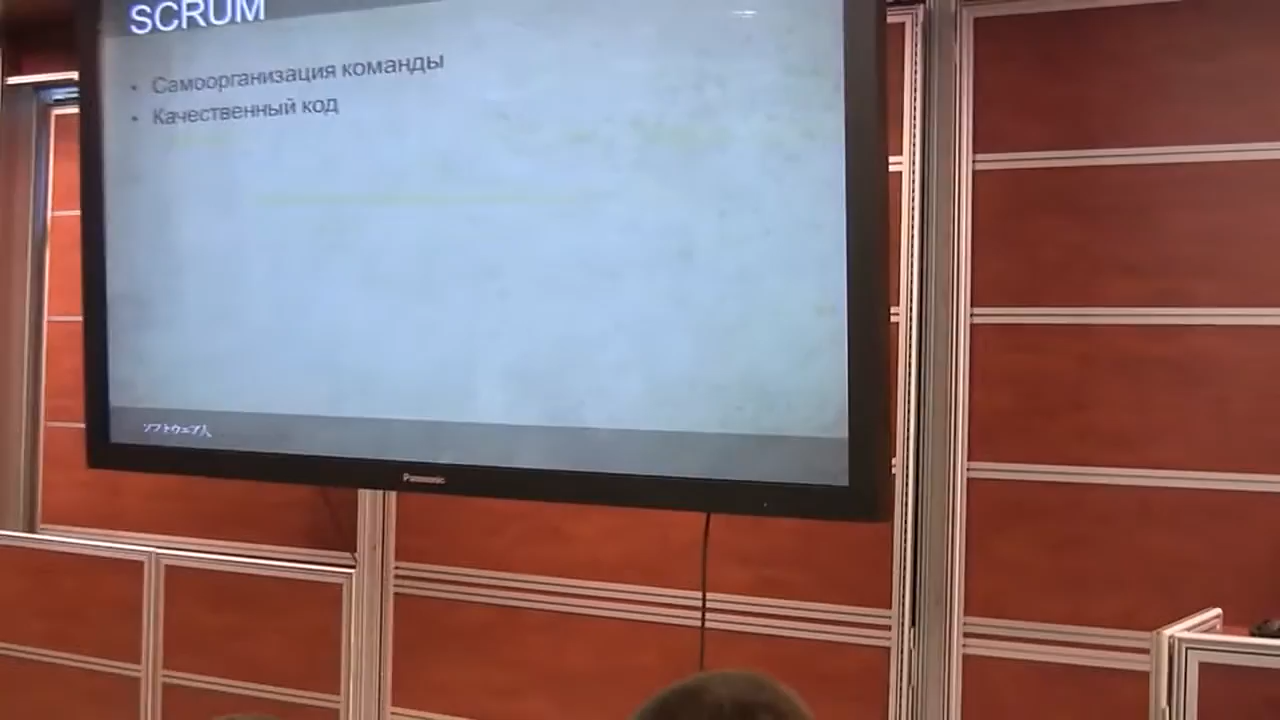 SCRUM
• Самоорганизация команды
• Качественный код
ソフトウェア人
Panasonic